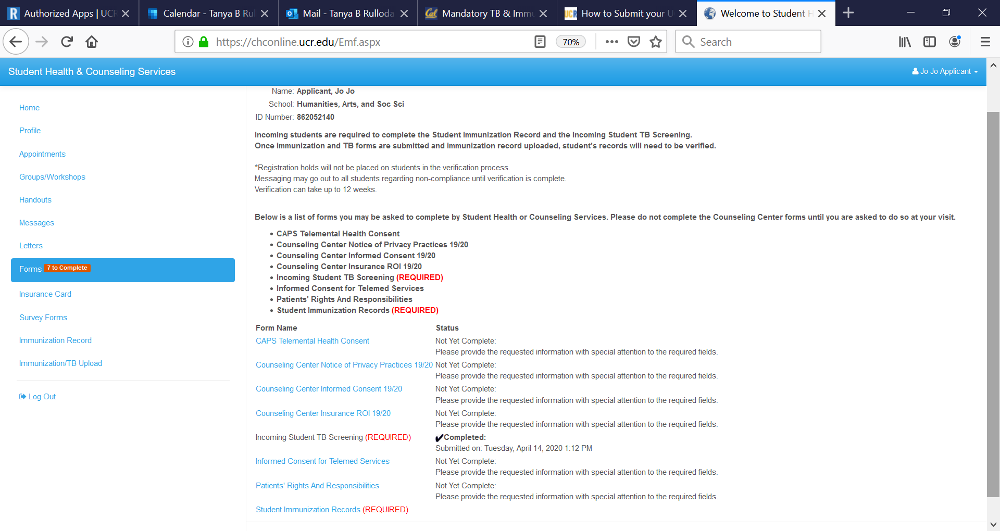 Authorized Apps | UCR
Calendar - Tanya B Rul
Mail - Tanya B Rulloda
Cal Mandatory TB & Immu
UCR How to Submit your U
Welcome to Student H
https://chconline.ucr.edu/Emf.aspx
70%
Search
Student Health & Counseling Services
Jo Jo Applicant
Home
Profile
Appointments
Groups/Workshops
Handouts
Messages
Letters
Forms 7 to Complete
Insurance Card
Survey Forms
Immunization Record
Immunization/TB Upload
Log Out
Name: Applicant, Jo Jo
School: Humanities, Arts, and Soc Sci
ID Number: 862052140
Incoming students are required to complete the Student Immunization Record and the Incoming Student TB Screening.
Once immunization and TB forms are submitted and immunization record uploaded, student's records will need to be verified.
*Registration holds will not be placed on students in the verification process.
Messaging may go out to all students regarding non-compliance until verification is complete.
Verification can take up to 12 weeks.
Below is a list of forms you may be asked to complete by Student Health or Counseling Services. Please do not complete the Counseling Center forms until you are asked to do so at your visit.
• CAPS Telemental Health Consent
• Counseling Center Notice of Privacy Practices 19/20
• Counseling Center Informed Consent 19/20
• Counseling Center Insurance ROI 19/20
• Incoming Student TB Screening (REQUIRED)
• Informed Consent for Telemed Services
• Patients' Rights And Responsibilities
• Student Immunization Records (REQUIRED)
Form Name Status
CAPS Telemental Health Consent Not Yet Complete:
Please provide the requested information with special attention to the required fields.
Counseling Center Notice of Privacy Practices 19/20 Not Yet Complete:
Please provide the requested information with special attention to the required fields.
Counseling Center Informed Consent 19/20 Not Yet Complete:
Please provide the requested information with special attention to the required fields.
Counseling Center Insurance ROI 19/20 Not Yet Complete:
Please provide the requested information with special attention to the required fields.
Incoming Student TB Screening (REQUIRED) ✔Completed:
Submitted on: Tuesday, April 14, 2020 1:12 PM
Informed Consent for Telemed Services Not Yet Complete:
Please provide the requested information with special attention to the required fields.
Patients' Rights And Responsibilities Not Yet Complete:
Please provide the requested information with special attention to the required fields.
Student Immunization Records (REQUIRED)